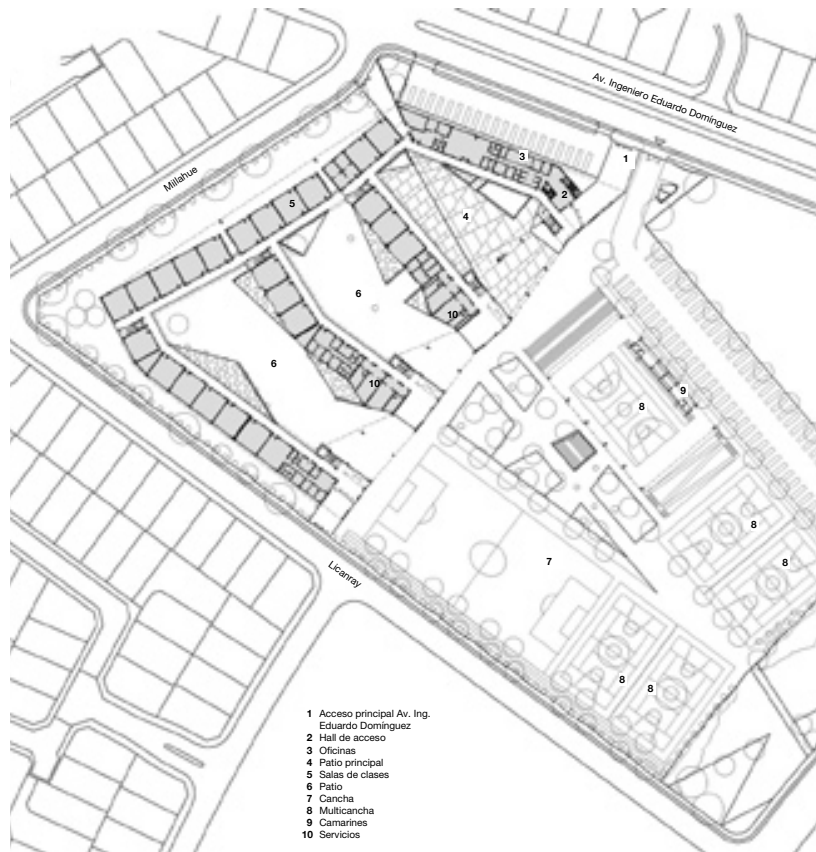 Av. Ingeniero Eduardo Domínguez
Millahue
1
3
2
5
4
6
10
6
10
9
8
8
8
7
8
8
Licanray
1 Acceso principal Av. Ing.
Eduardo Domínguez
2 Hall de acceso
3 Oficinas
4 Patio principal
5 Salas de clases
6 Patio
7 Cancha
8 Multicancha
9 Camarines
10 Servicios